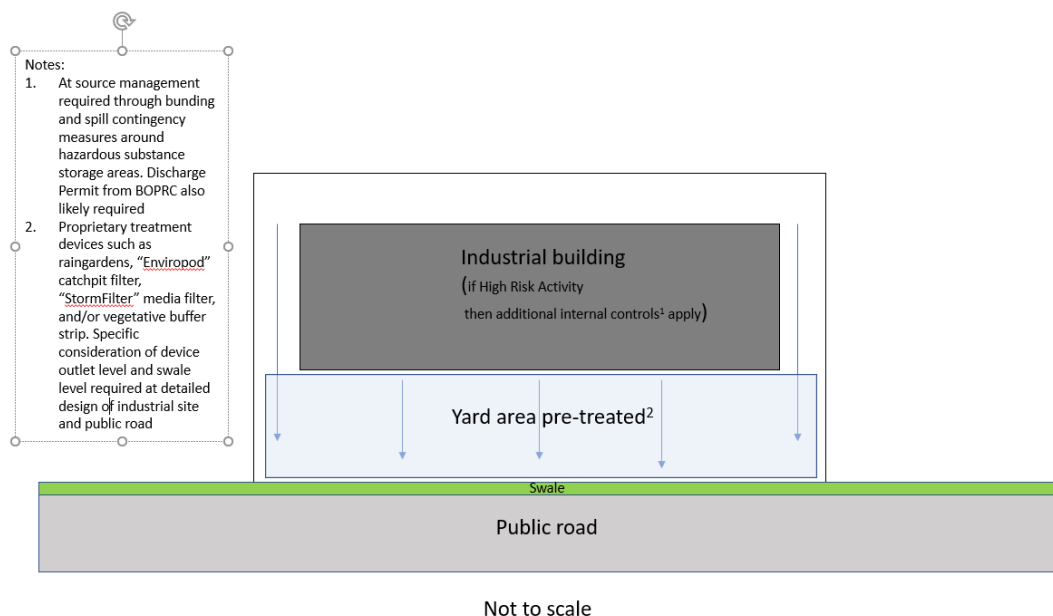 Notes:
1. At source management
required through bunding
and spill contingency
measures around
hazardous substance
storage areas. Discharge
Permit from BOPRC also
likely required
2. Proprietary treatment
devices such as
raingardens, “Enviropod”
catchpit filter,
“StormFilter” media filter,
and/or vegetative buffer
strip. Specific
consideration of device
outlet level and swale
level required at detailed
design of industrial site
and public road
Industrial building
(if High Risk Activity
then additional internal controls¹ apply)
Yard area pre-treated²
Swale
Public road
Not to scale